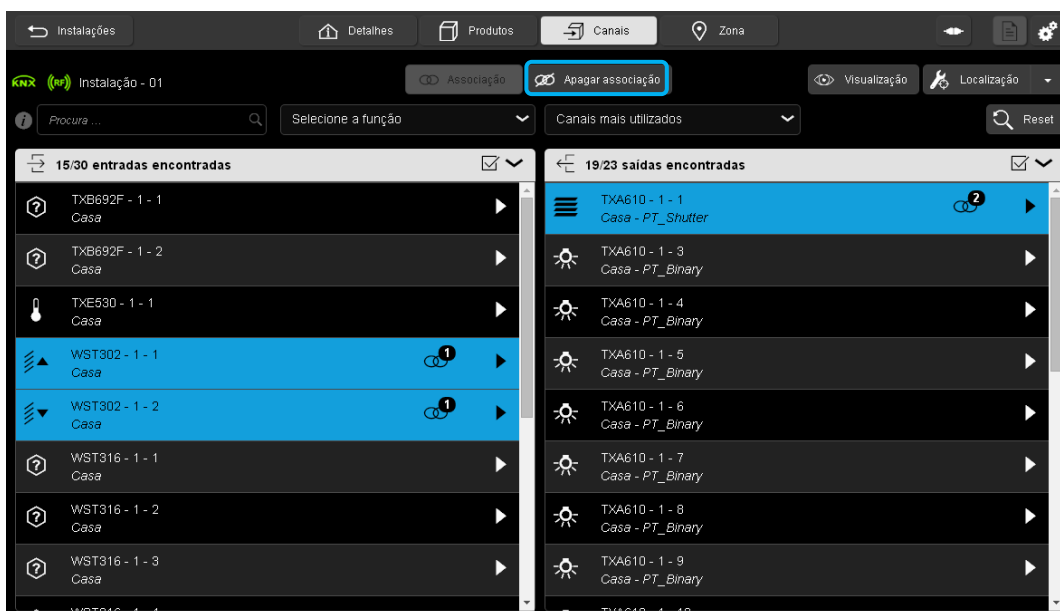 Instalações
Detalhes
Produtos
Canais
Zona
KNX (RF) Instalação - 01
Associação
Apagar associação
Visualização
Localização
Procura ...
Selecione a função
Canais mais utilizados
Reset
15/30 entradas encontradas
TXB692F - 1 - 1
Casa
TXB692F - 1 - 2
Casa
TXE530 - 1 - 1
Casa
WST302 - 1 - 1
Casa
1
WST302 - 1 - 2
Casa
1
WST316 - 1 - 1
Casa
WST316 - 1 - 2
Casa
WST316 - 1 - 3
Casa
19/23 saídas encontradas
TXA610 - 1 - 1
Casa - PT_Shutter
2
TXA610 - 1 - 3
Casa - PT_Binary
TXA610 - 1 - 4
Casa - PT_Binary
TXA610 - 1 - 5
Casa - PT_Binary
TXA610 - 1 - 6
Casa - PT_Binary
TXA610 - 1 - 7
Casa - PT_Binary
TXA610 - 1 - 8
Casa - PT_Binary
TXA610 - 1 - 9
Casa - PT_Binary